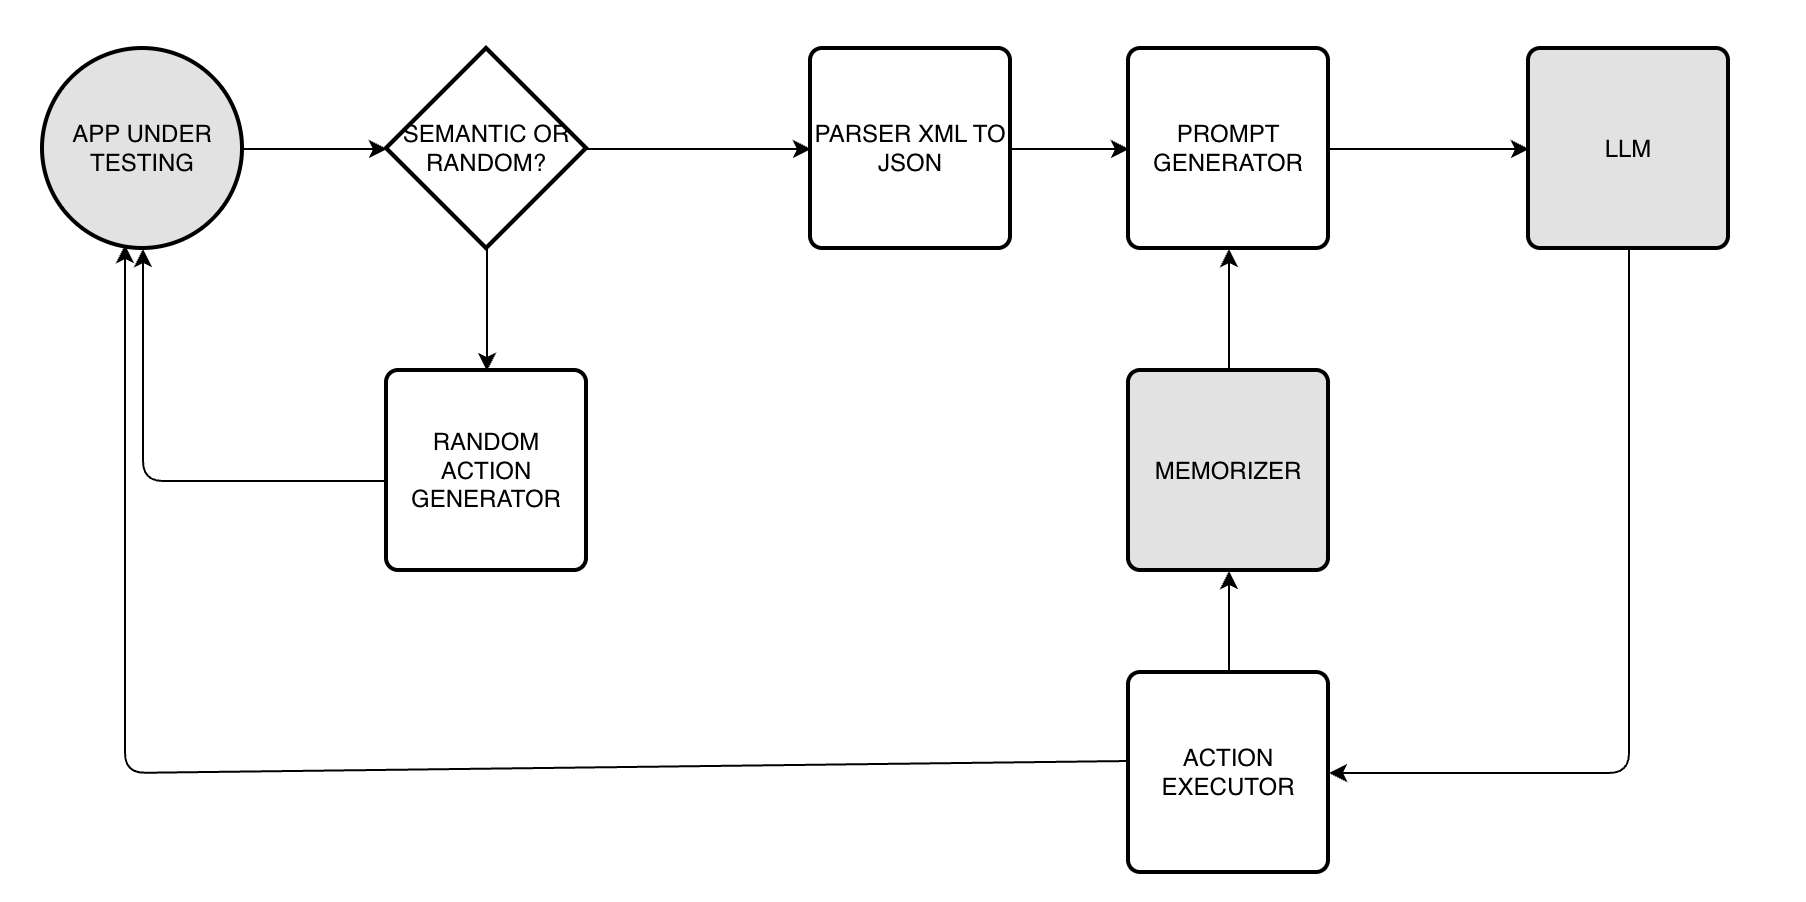 APP UNDER
TESTING
SEMANTIC OR
RANDOM?
PARSER XML TO
JSON
PROMPT
GENERATOR
LLM
RANDOM
ACTION
GENERATOR
MEMORIZER
ACTION
EXECUTOR